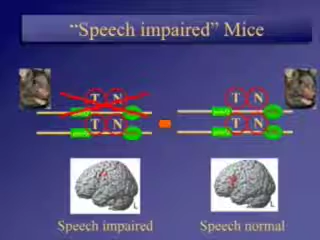 “Speech impaired” Mice
T N T N
T N T N
L L
Speech impaired Speech normal